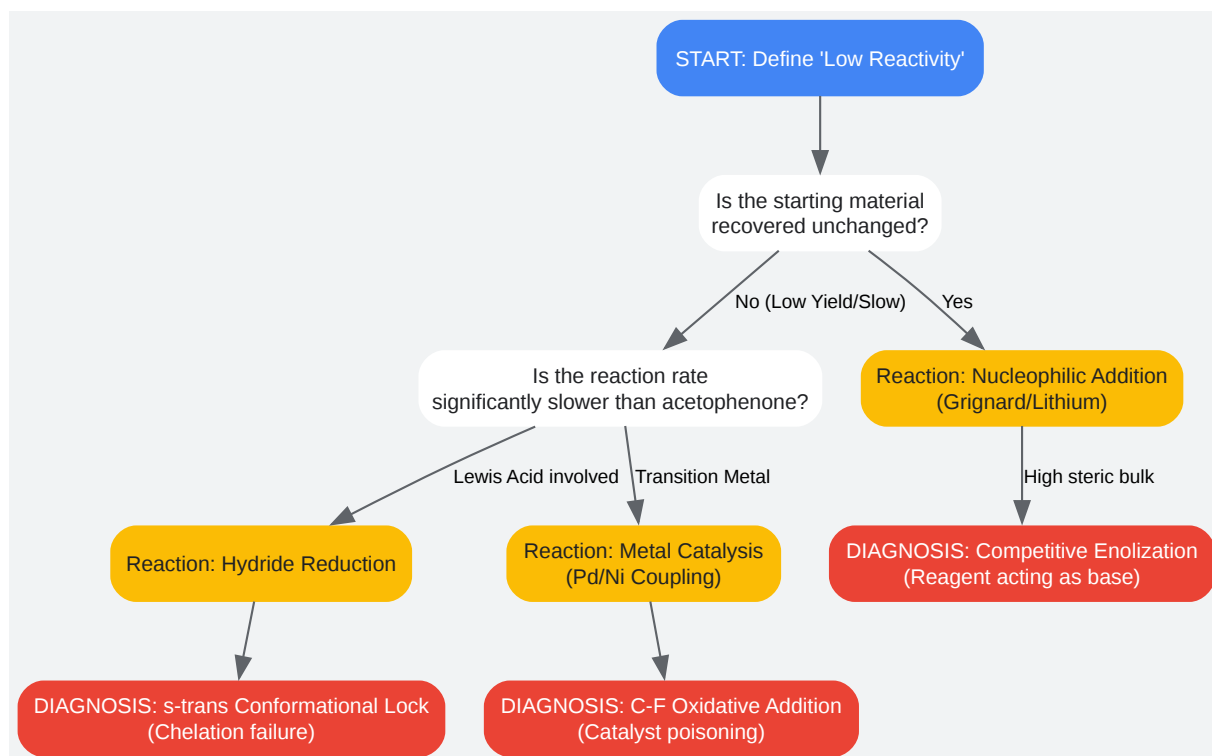 START: Define 'Low Reactivity'
Is the starting material
recovered unchanged?
No (Low Yield/Slow)
Yes
Is the reaction rate
significantly slower than acetophenone?
Reaction: Nucleophilic Addition
(Grignard/Lithium)
Lewis Acid involved
Transition Metal
High steric bulk
Reaction: Hydride Reduction
Reaction: Metal Catalysis
(Pd/Ni Coupling)
DIAGNOSIS: Competitive Enolization
(Reagent acting as base)
DIAGNOSIS: s-trans Conformational Lock
(Chelation failure)
DIAGNOSIS: C-F Oxidative Addition
(Catalyst poisoning)